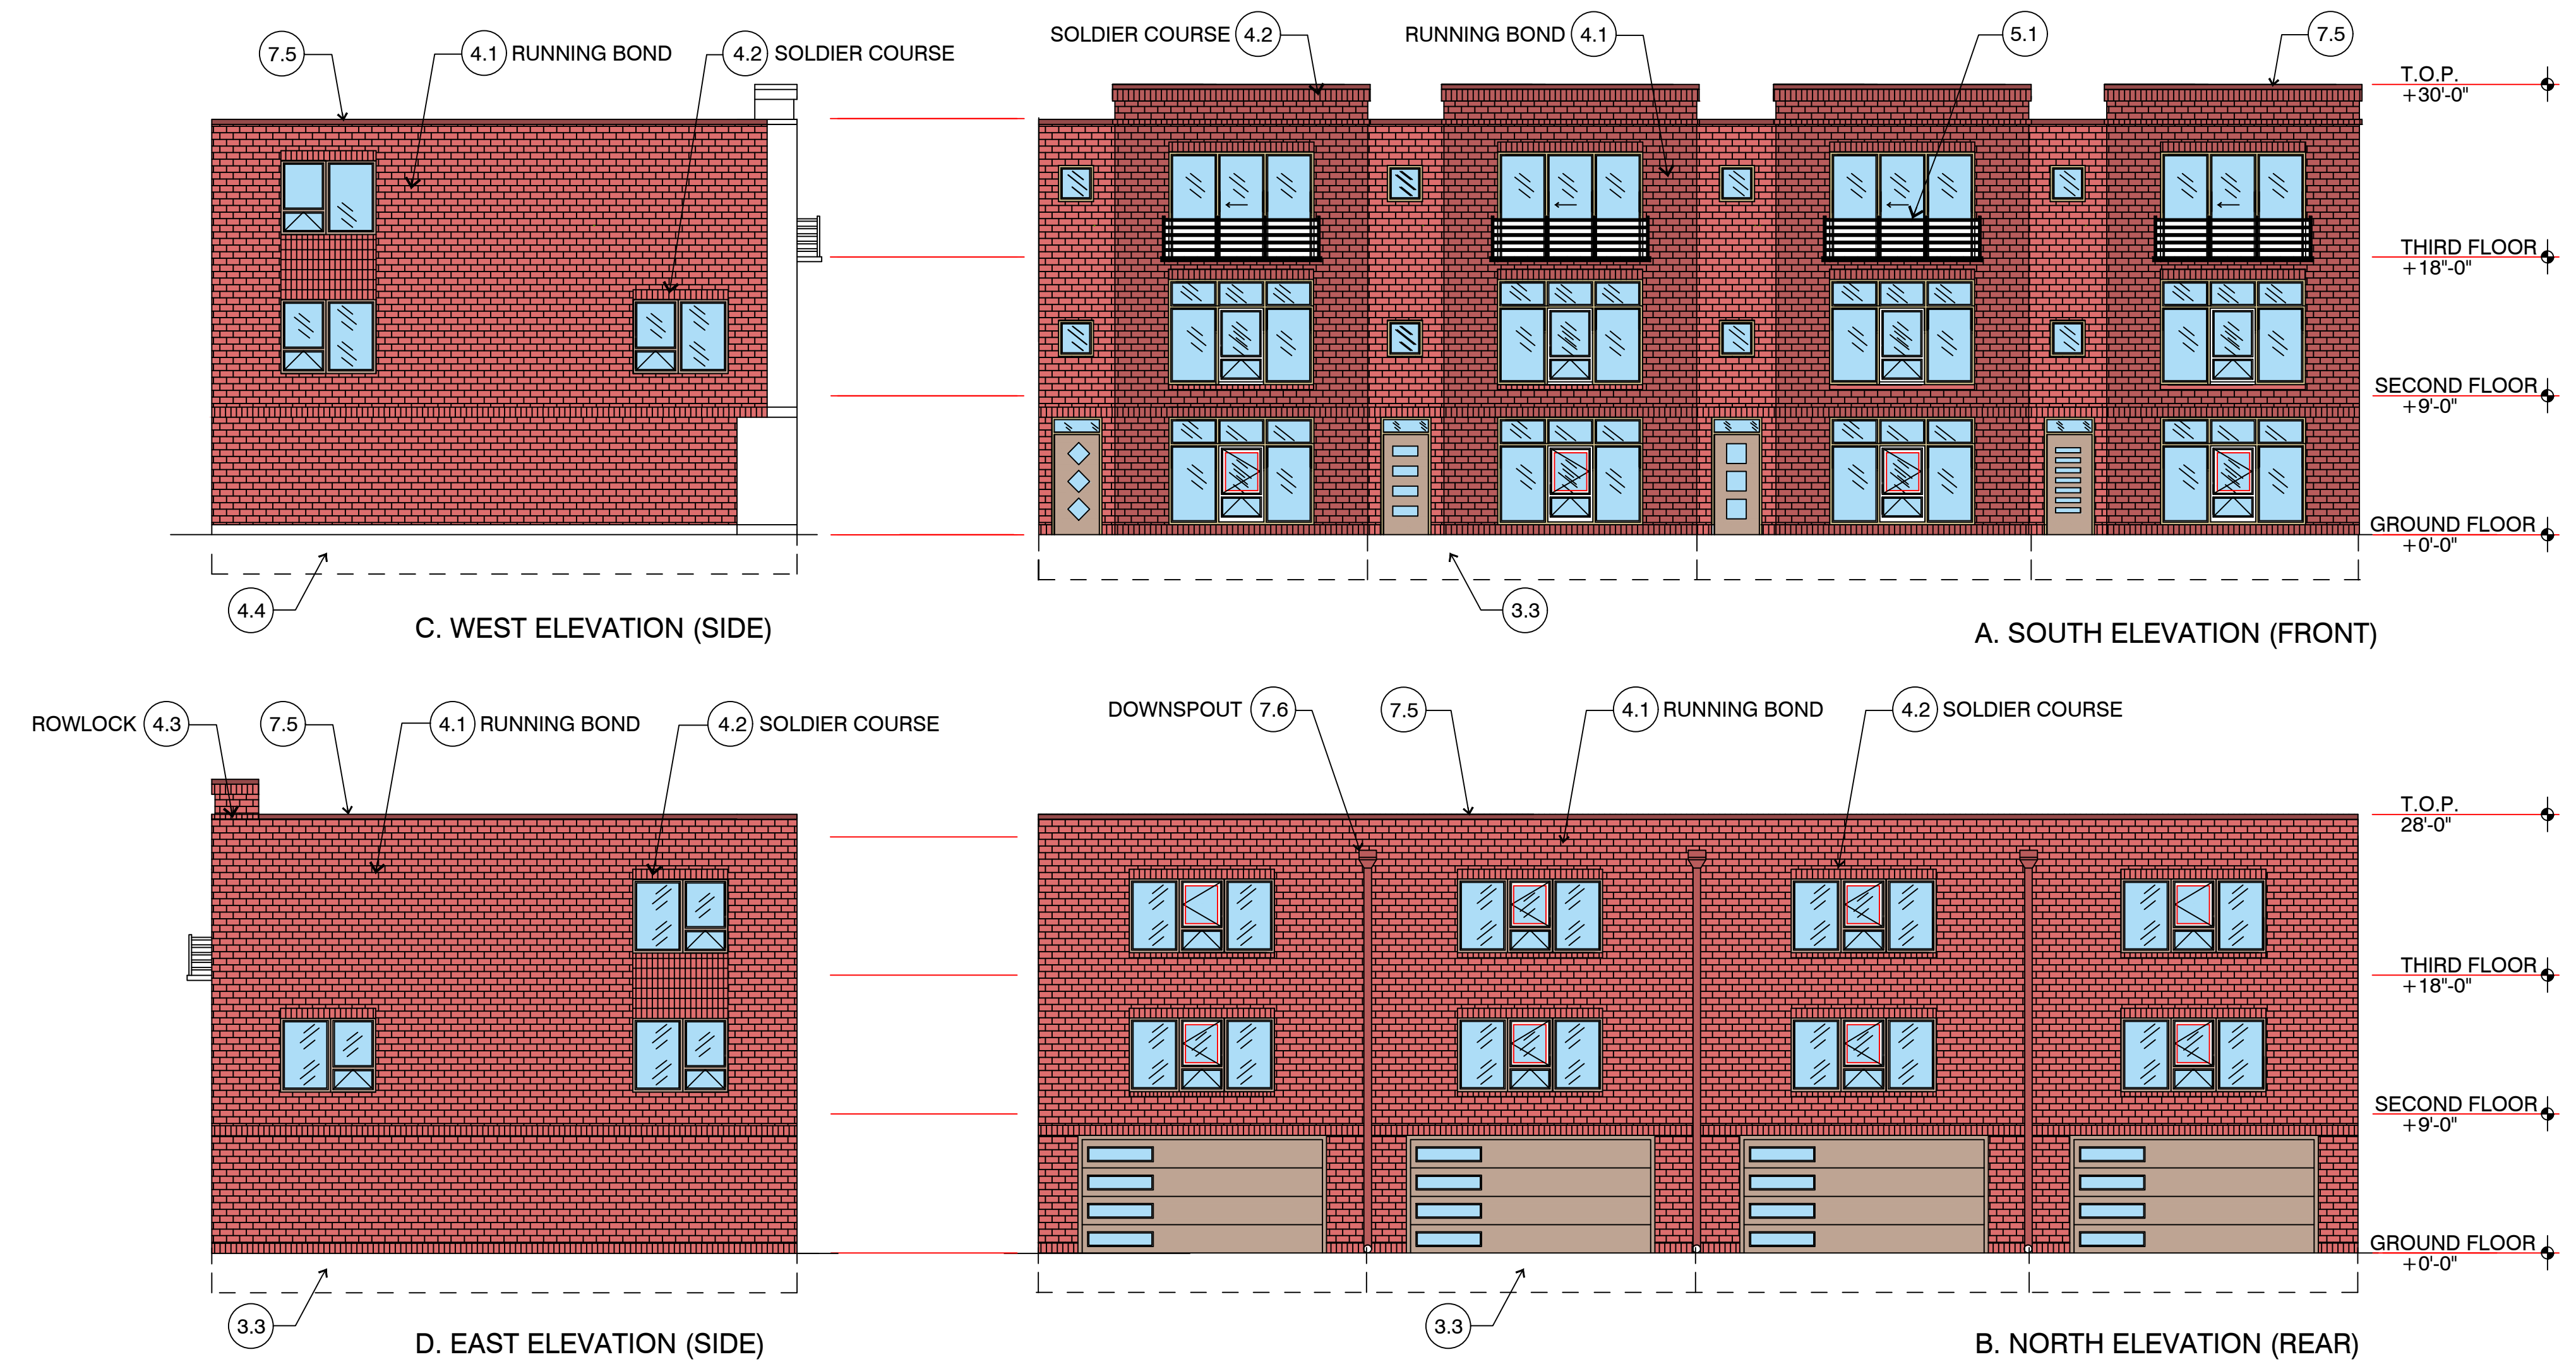 7.5
4.1 RUNNING BOND
4.2 SOLDIER COURSE
SOLDIER COURSE 4.2
RUNNING BOND 4.1
5.1
7.5
T.O.P.
+30'-0"
THIRD FLOOR
+18"-0"
SECOND FLOOR
+9'-0"
GROUND FLOOR
+0'-0"
4.4
C. WEST ELEVATION (SIDE)
3.3
A. SOUTH ELEVATION (FRONT)
ROWLOCK 4.3
7.5
4.1 RUNNING BOND
4.2 SOLDIER COURSE
DOWNSPOUT 7.6
7.5
4.1 RUNNING BOND
4.2 SOLDIER COURSE
T.O.P.
28'-0"
THIRD FLOOR
+18"-0"
SECOND FLOOR
+9'-0"
GROUND FLOOR
+0'-0"
3.3
D. EAST ELEVATION (SIDE)
3.3
B. NORTH ELEVATION (REAR)